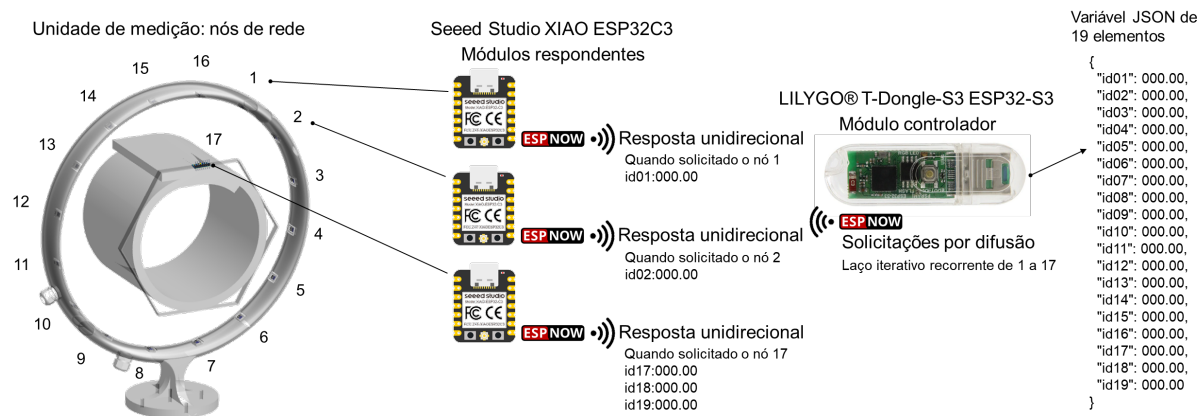 Unidade de medição: nós de rede
16
15
1
14
2
17
13
3
12
4
11
5
10
6
9
8
7
Seeed Studio XIAO ESP32C3
Módulos respondentes
seeed studio
ESP NOW
Resposta unidirecional
Quando solicitado o nó 1
id01:000.00
seeed studio
ESP NOW
Resposta unidirecional
Quando solicitado o nó 2
id02:000.00
seeed studio
ESP NOW
Resposta unidirecional
Quando solicitado o nó 17
id17:000.00
id18:000.00
id19:000.00
LILYGO® T-Dongle-S3 ESP32-S3
Módulo controlador
ESP NOW
Solicitações por difusão
Laço iterativo recorrente de 1 a 17
Variável JSON de
19 elementos
{
"id01": 000.00,
"id02": 000.00,
"id03": 000.00,
"id04": 000.00,
"id05": 000.00,
"id06": 000.00,
"id07": 000.00,
"id08": 000.00,
"id09": 000.00,
"id10": 000.00,
"id11": 000.00,
"id12": 000.00,
"id13": 000.00,
"id14": 000.00,
"id15": 000.00,
"id16": 000.00,
"id17": 000.00,
"id18": 000.00,
"id19": 000.00
}